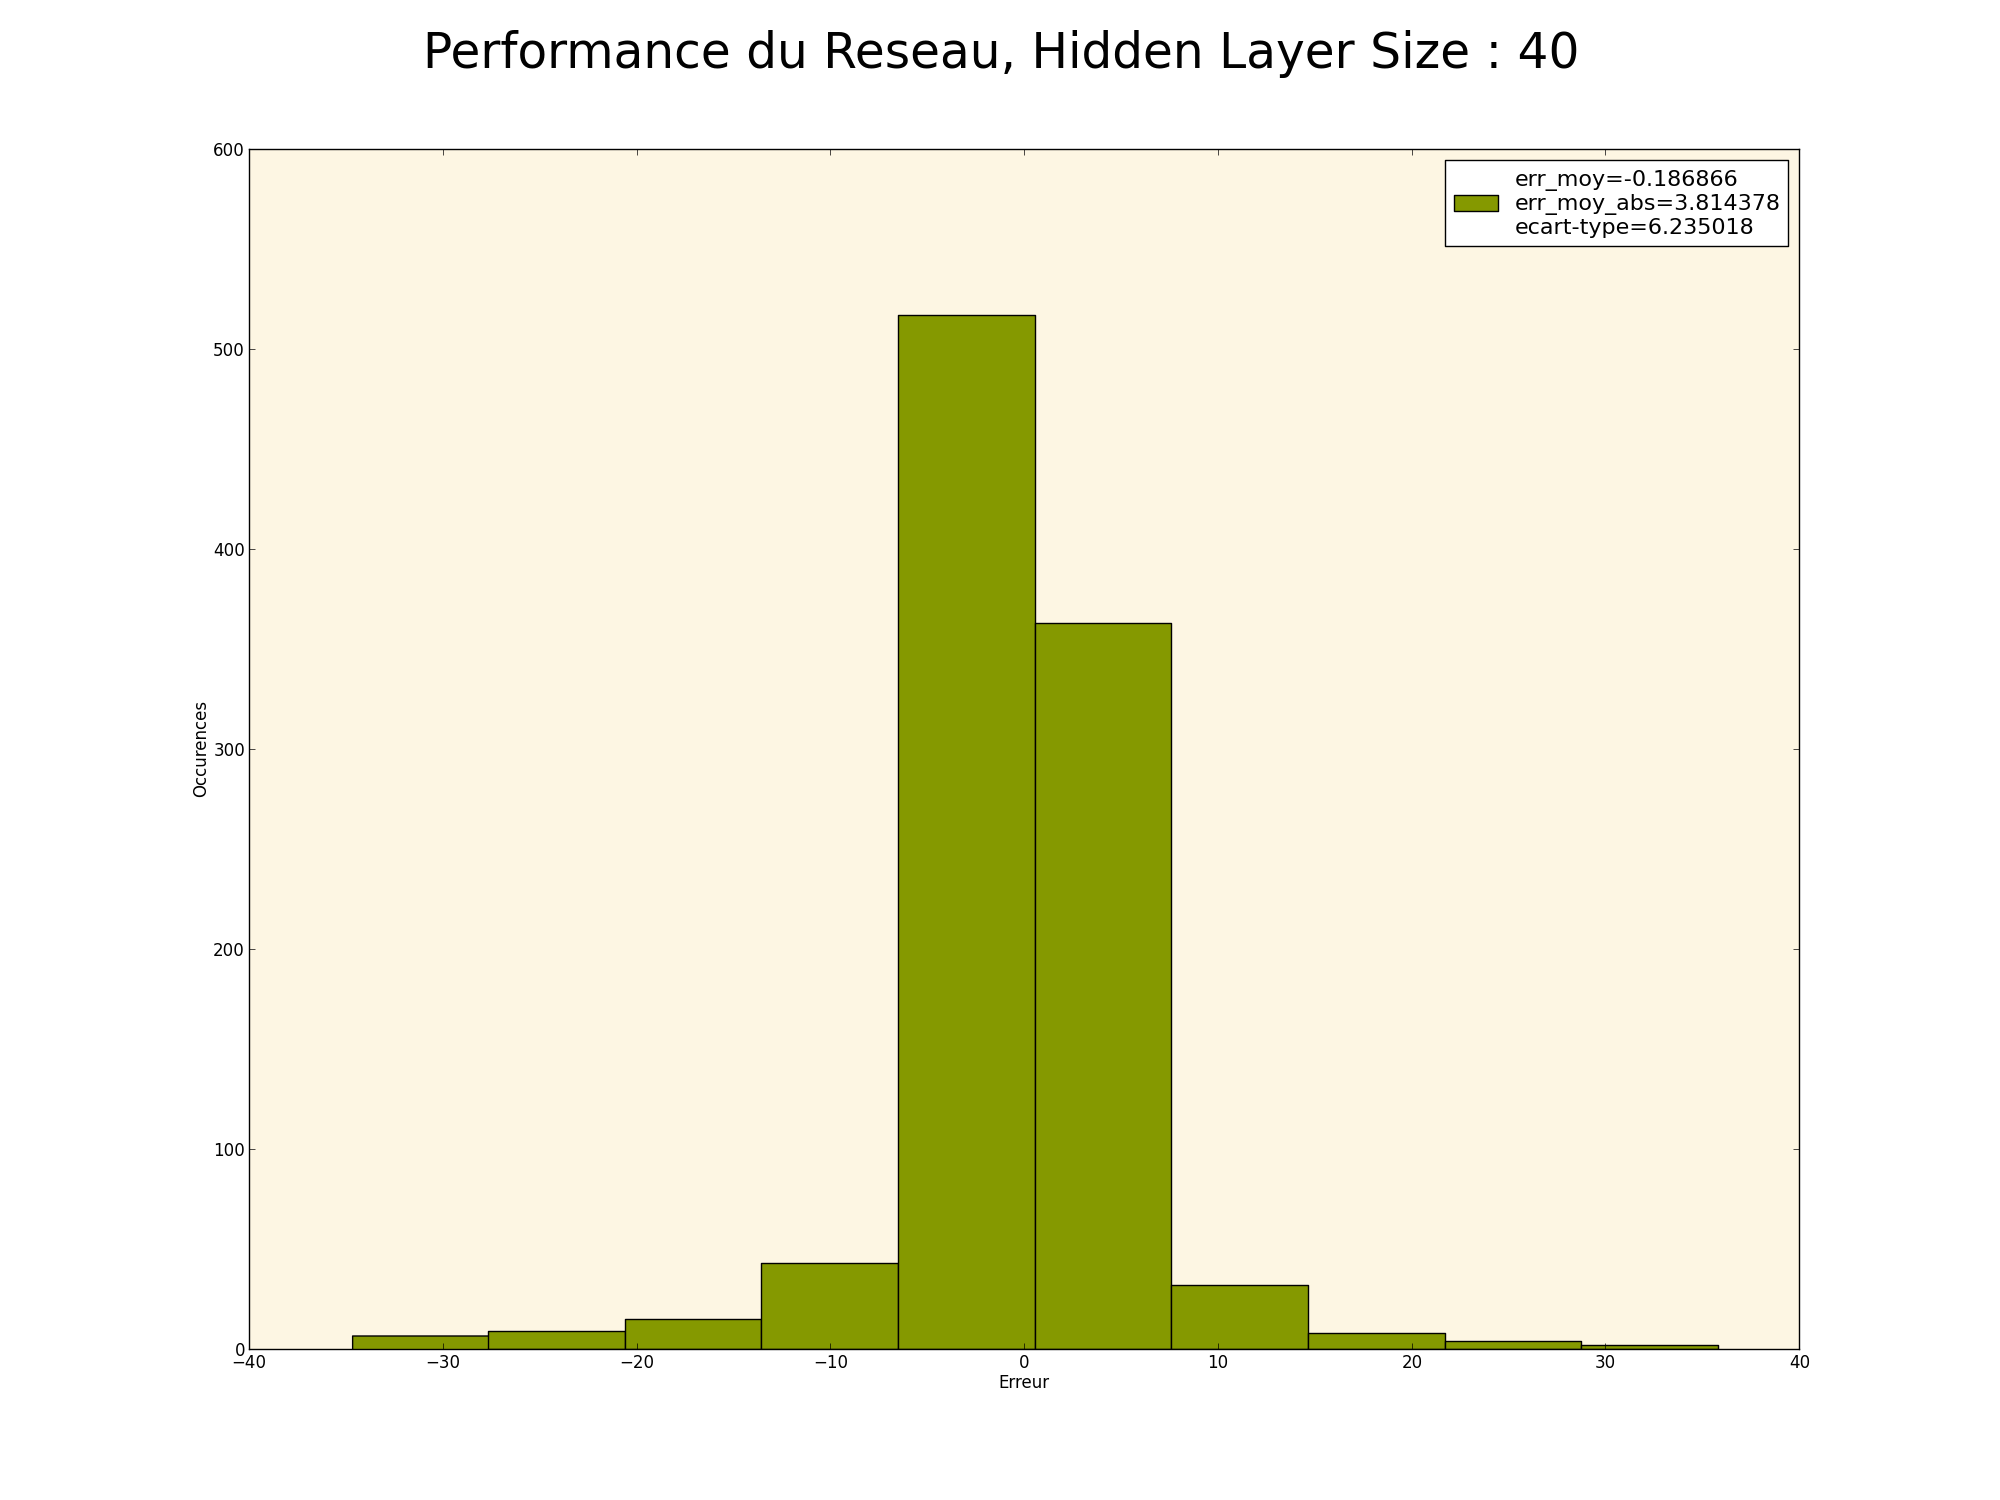 Performance du Reseau, Hidden Layer Size : 40
600
500
400
300
200
100
0
Occurences
err_moy=-0.186866
err_moy_abs=3.814378
ecart-type=6.235018
−40 −30 −20 −10 0 10 20 30 40
Erreur